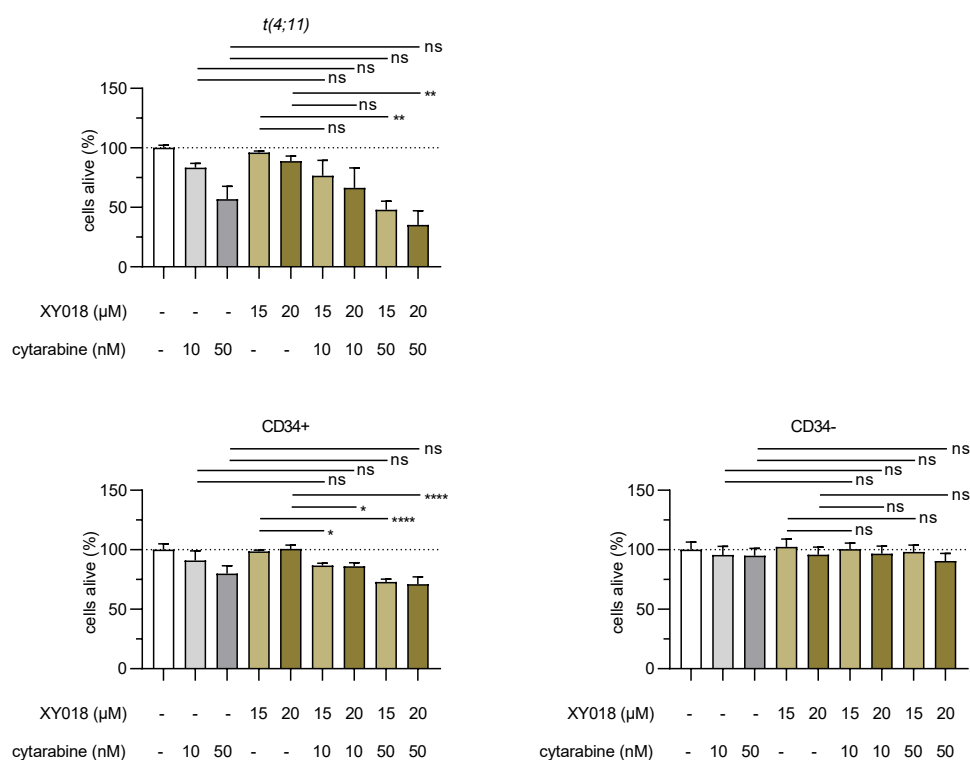 t(4;11)
ns
ns
ns
ns
**
ns
**
ns
150
100
50
0
cells alive (%)
XY018 (µM) - - - 15 20 15 20 15 20
cytarabine (nM) - 10 50 - - 10 10 50 50
CD34+
ns
ns
ns
ns
****
*
****
*
150
100
50
0
cells alive (%)
XY018 (µM) - - - 15 20 15 20 15 20
cytarabine (nM) - 10 50 - - 10 10 50 50
CD34-
ns
ns
ns
ns
ns
ns
ns
ns
150
100
50
0
cells alive (%)
XY018 (µM) - - - 15 20 15 20 15 20
cytarabine (nM) - 10 50 - - 10 10 50 50